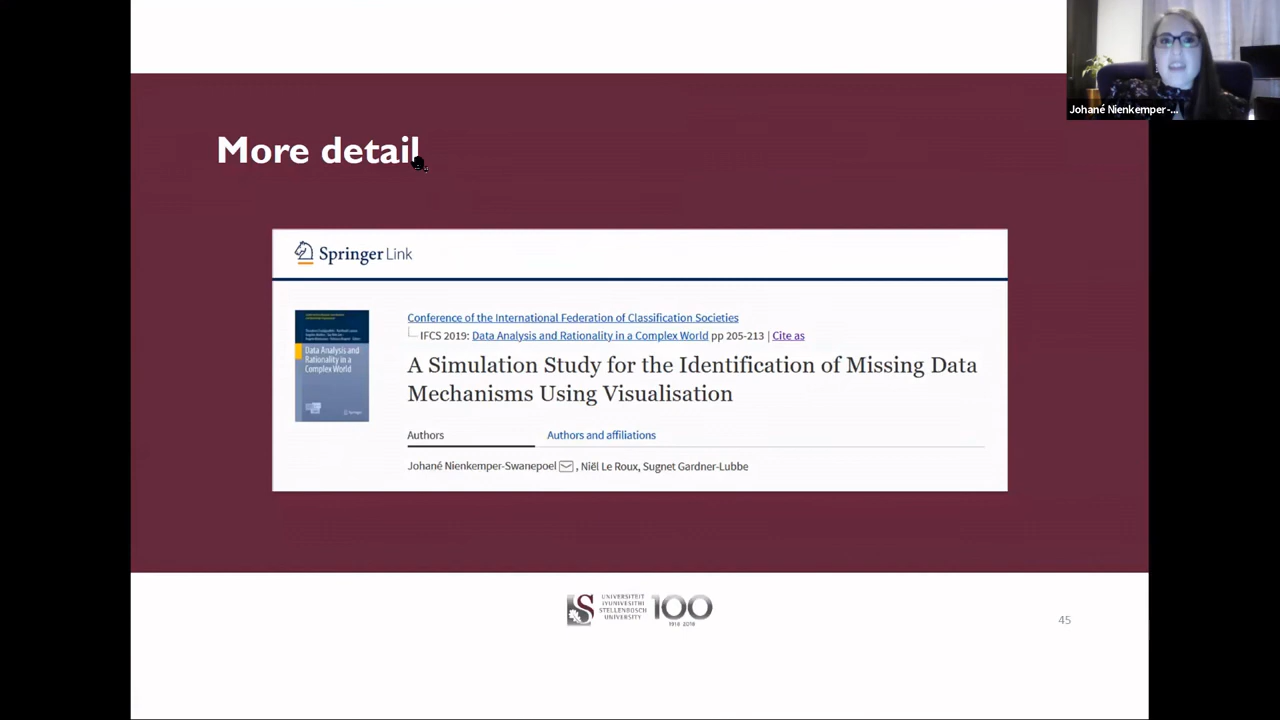 Johané Nienkemper-...
More detail
Springer Link
Conference of the International Federation of Classification Societies
IFCS 2019: Data Analysis and Rationality in a Complex World pp 205-213 | Cite as
Data Analysis and
Rationality in a
Complex World
Springer
A Simulation Study for the Identification of Missing Data
Mechanisms Using Visualisation
Authors
Authors and affiliations
Johané Nienkemper-Swanepoel, Niël Le Roux, Sugnet Gardner-Lubbe
UNIVERSITEIT
IYUNIVESITHI
STELLENBOSCH
UNIVERSITY
100
1918 2018
45